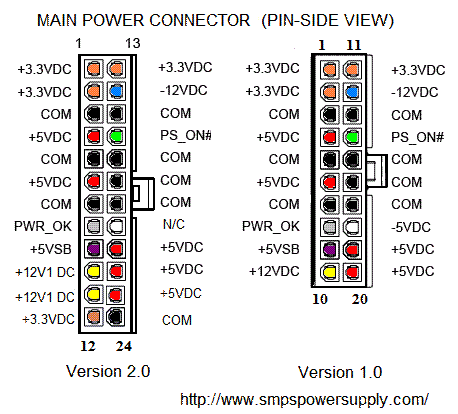 MAIN POWER CONNECTOR (PIN-SIDE VIEW)
1 13
+3.3VDC +3.3VDC
+3.3VDC -12VDC
COM COM
+5VDC PS_ON#
COM COM
+5VDC COM
COM COM
PWR_OK N/C
+5VSB +5VDC
+12V1 DC +5VDC
+12V1 DC +5VDC
+3.3VDC COM
12 24
Version 2.0
1 11
+3.3VDC +3.3VDC
+3.3VDC -12VDC
COM COM
+5VDC PS_ON#
COM COM
+5VDC COM
COM COM
PWR_OK -5VDC
+5VSB +5VDC
+12VDC +5VDC
10 20
Version 1.0
http://www.smpspowersupply.com/